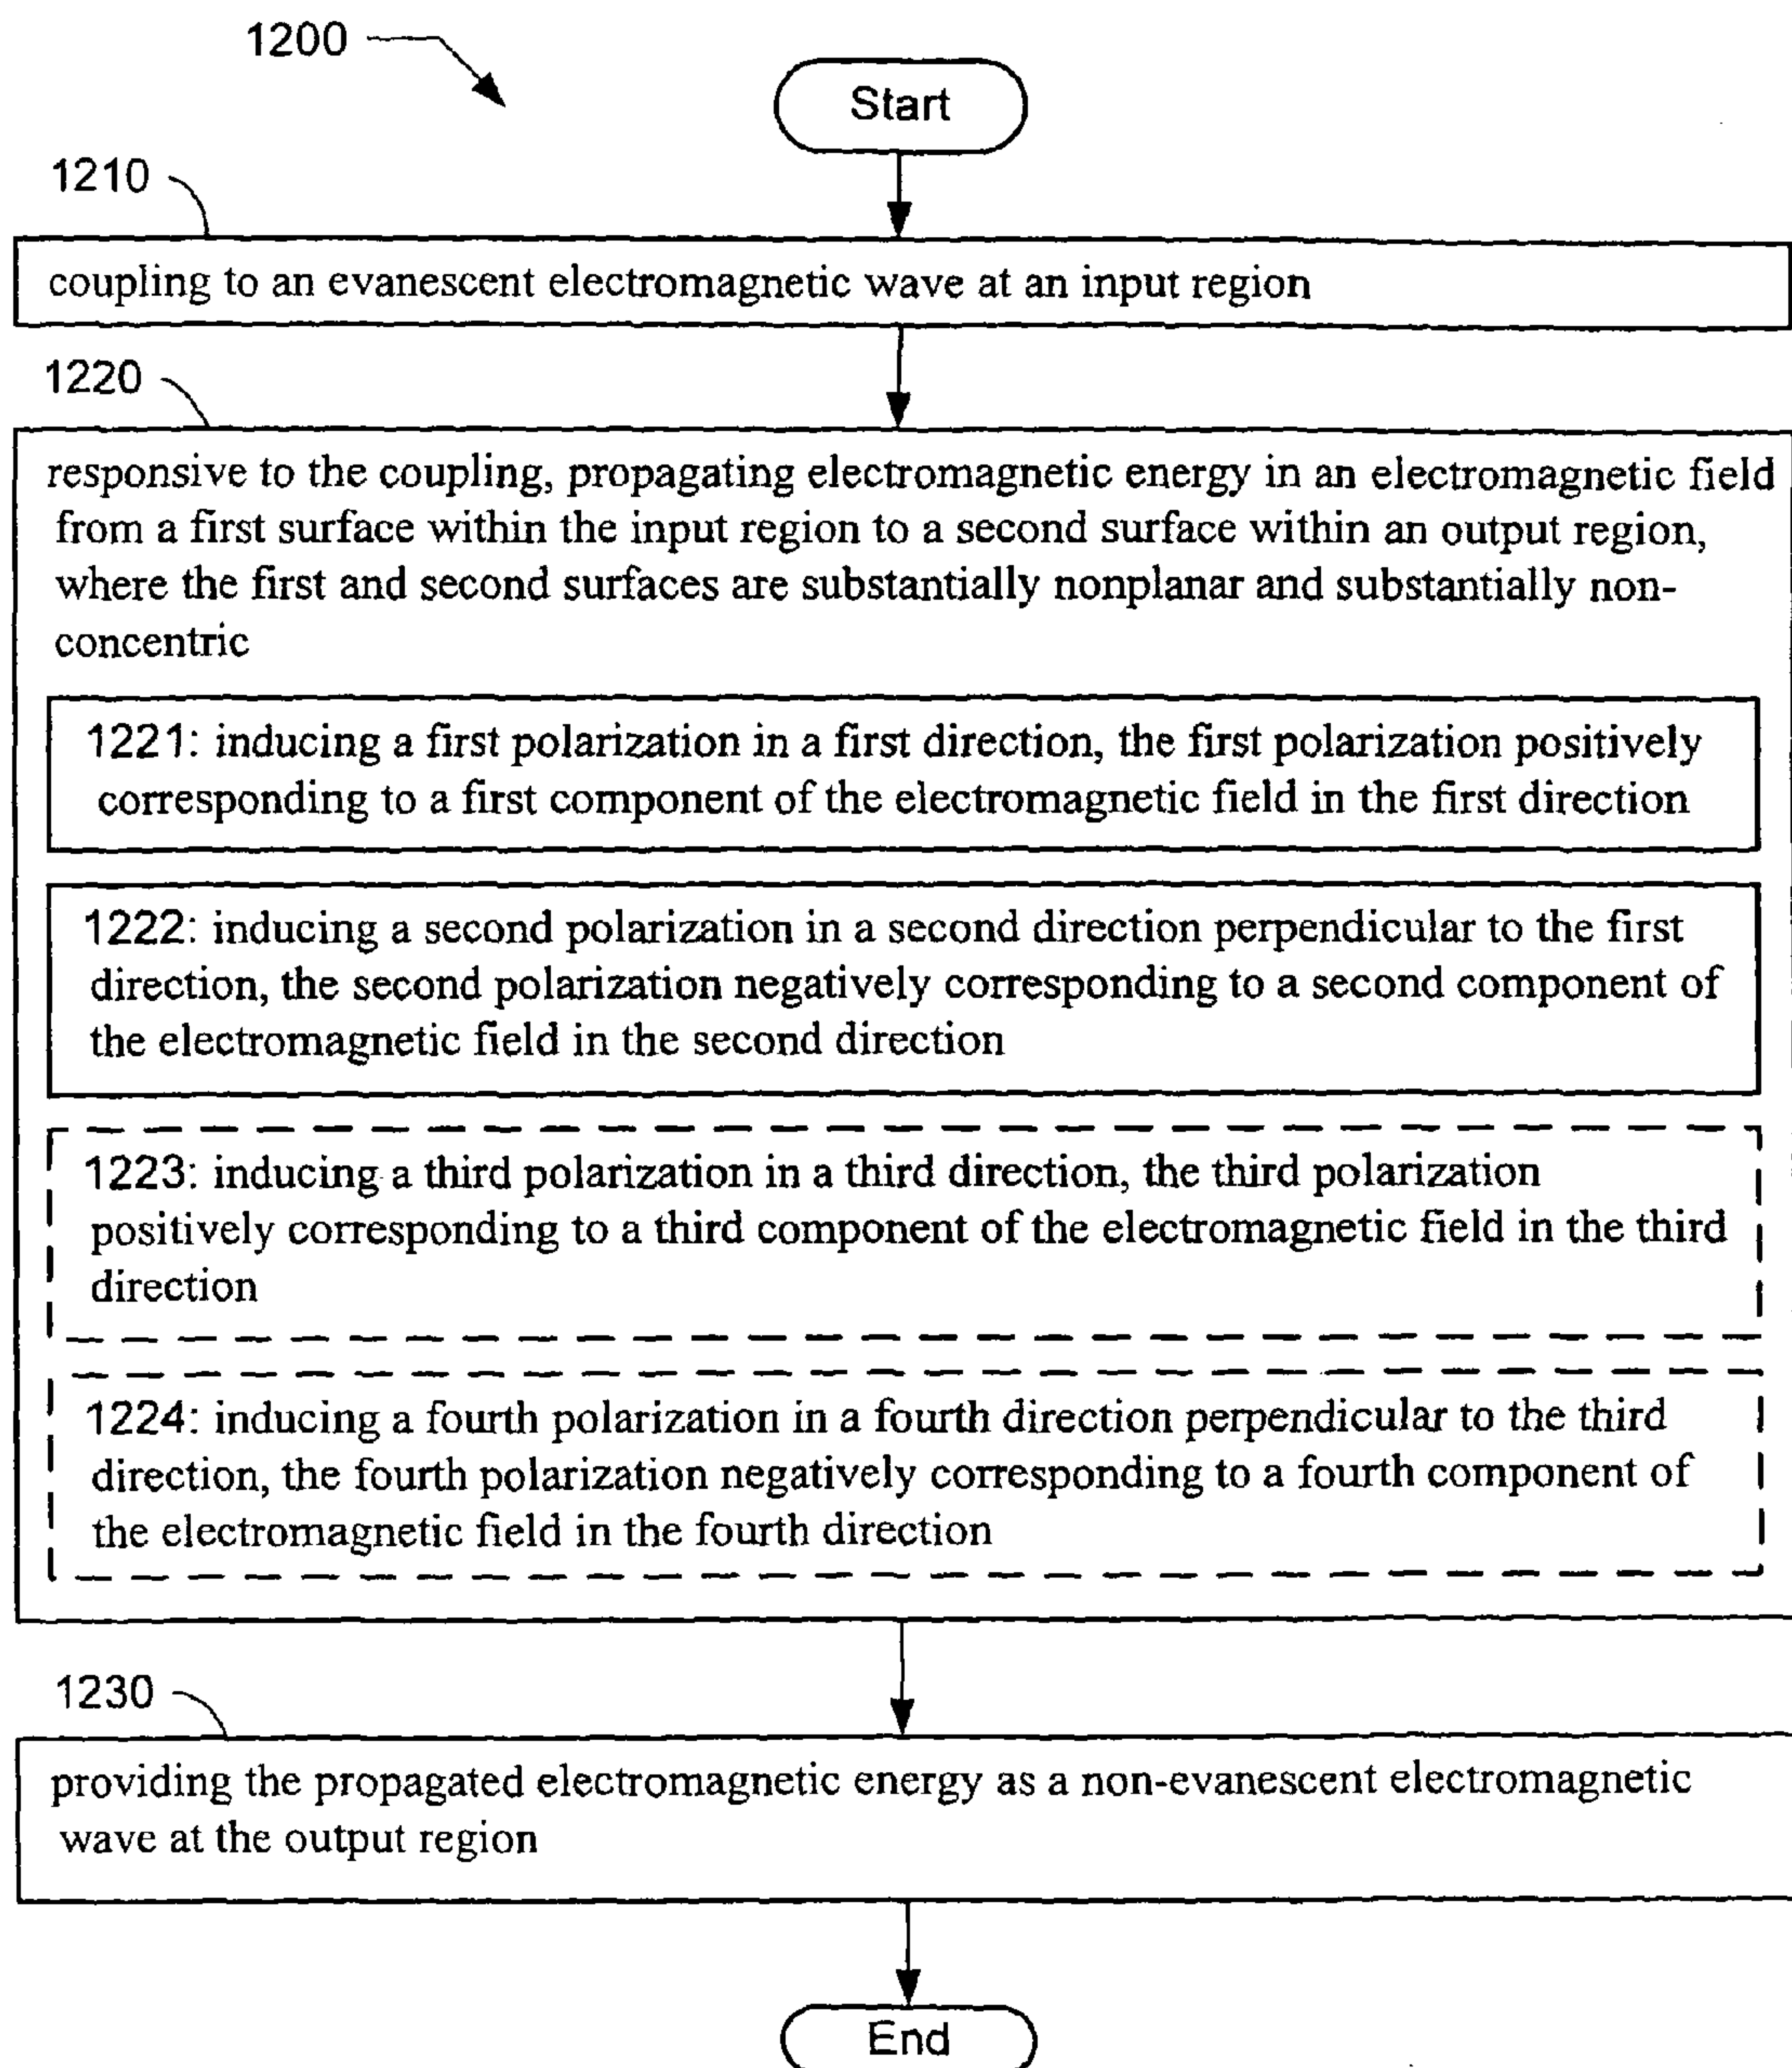 1200
Start
1210
coupling to an evanescent electromagnetic wave at an input region
1220
responsive to the coupling, propagating electromagnetic energy in an electromagnetic field
from a first surface within the input region to a second surface within an output region,
where the first and second surfaces are substantially nonplanar and substantially non-
concentric
1221: inducing a first polarization in a first direction, the first polarization positively
corresponding to a first component of the electromagnetic field in the first direction
1222: inducing a second polarization in a second direction perpendicular to the first
direction, the second polarization negatively corresponding to a second component of
the electromagnetic field in the second direction
1223: inducing a third polarization in a third direction, the third polarization
positively corresponding to a third component of the electromagnetic field in the third
direction
1224: inducing a fourth polarization in a fourth direction perpendicular to the third
direction, the fourth polarization negatively corresponding to a fourth component of
the electromagnetic field in the fourth direction
1230
providing the propagated electromagnetic energy as a non-evanescent electromagnetic
wave at the output region
End